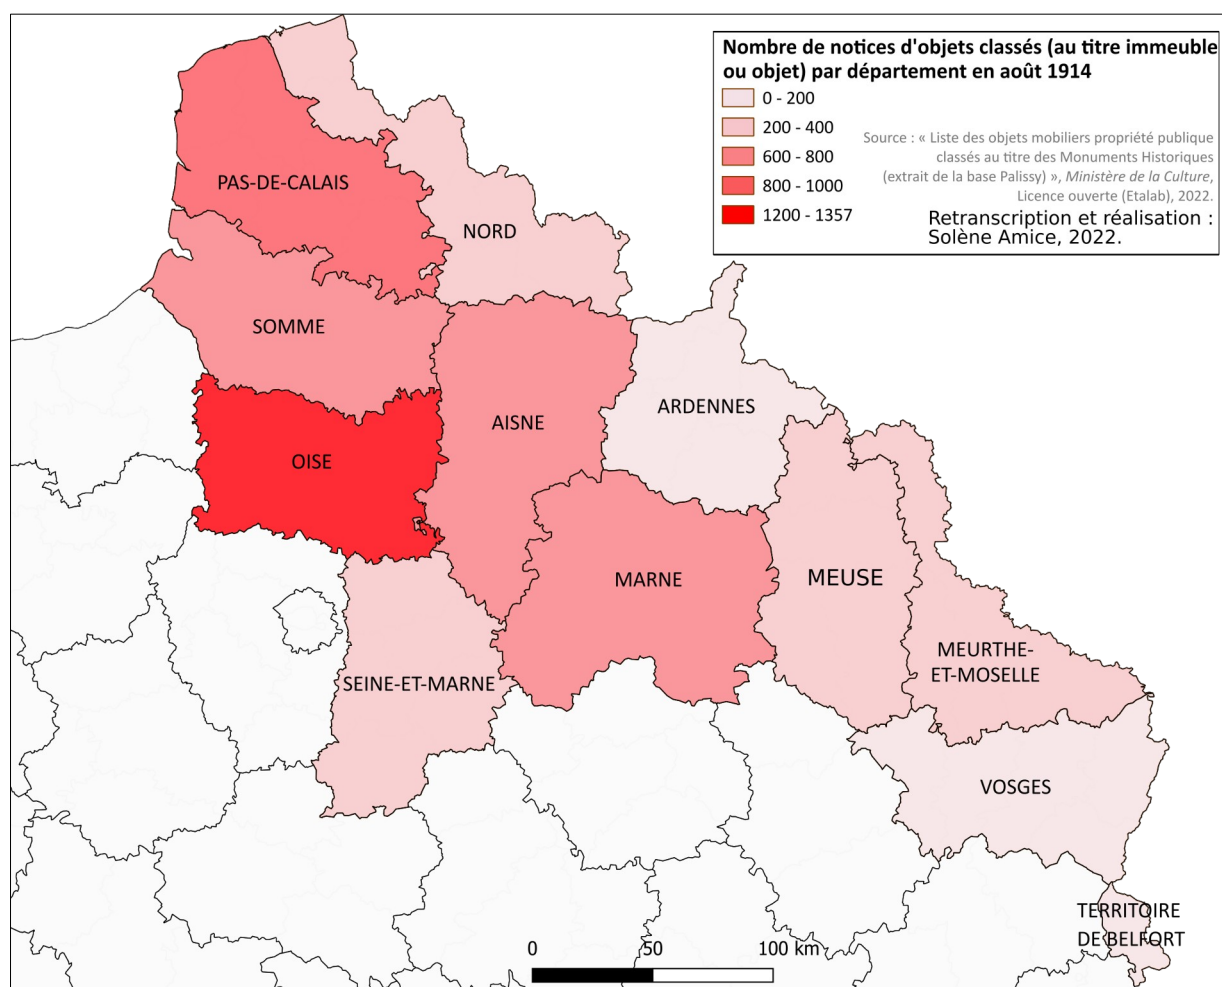 Nombre de notices d'objets classés (au titre immeuble
ou objet) par département en août 1914
0 - 200
200 - 400
600 - 800
800 - 1000
1200 - 1357
Source : « Liste des objets mobiliers propriété publique
classés au titre des Monuments Historiques
(extrait de la base Palissy) », Ministère de la Culture,
Licence ouverte (Etalab), 2022.
Retranscription et réalisation :
Solène Amice, 2022.
PAS-DE-CALAIS
NORD
SOMME
AISNE
ARDENNES
OISE
MARNE
MEUSE
MEURTHE-
ET-MOSELLE
SEINE-ET-MARNE
VOSGES
TERRITOIRE
DE BELFORT
0 50 100 km